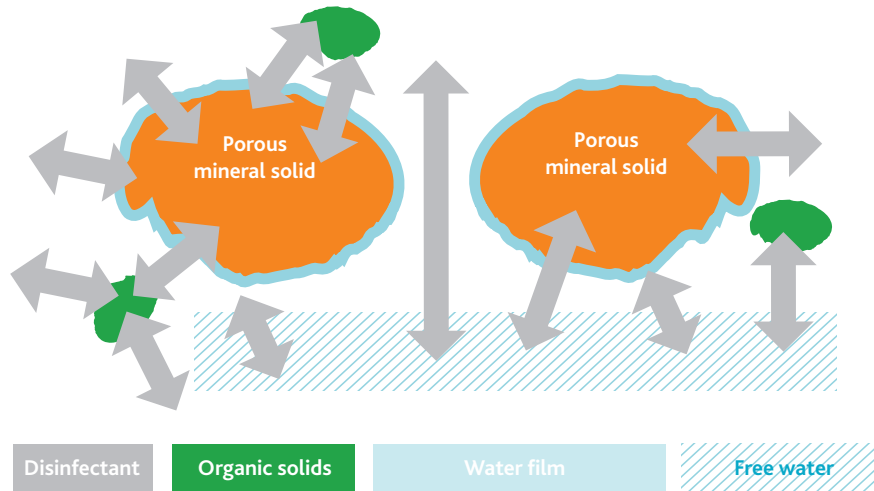 Porous
mineral solid
Porous
mineral solid
Disinfectant
Organic solids
Water film
Free water